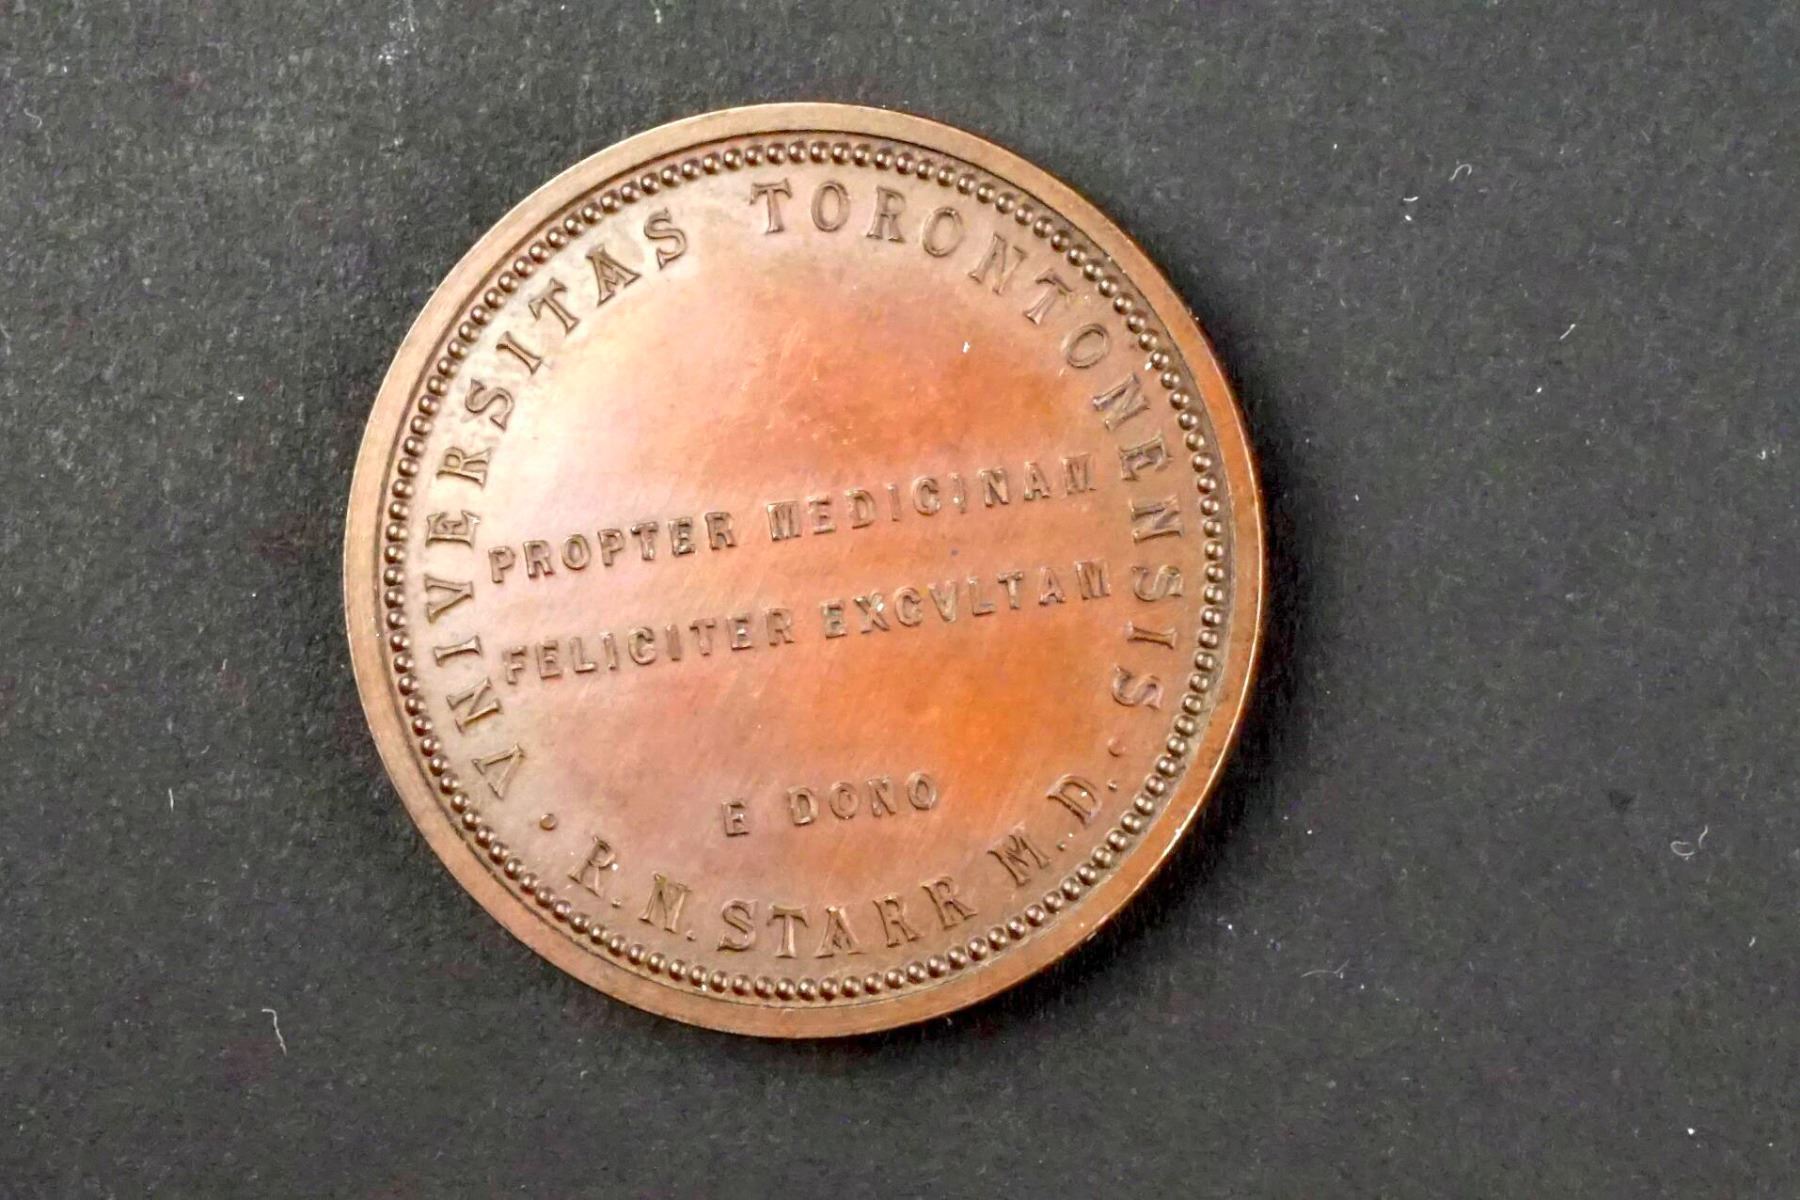 VNIVERSITAS TORONTONENSIS
PROPTER MEDICINAM
FELICITER EXCVLTAM
E DONO
· R. N. STARR M. D. ·